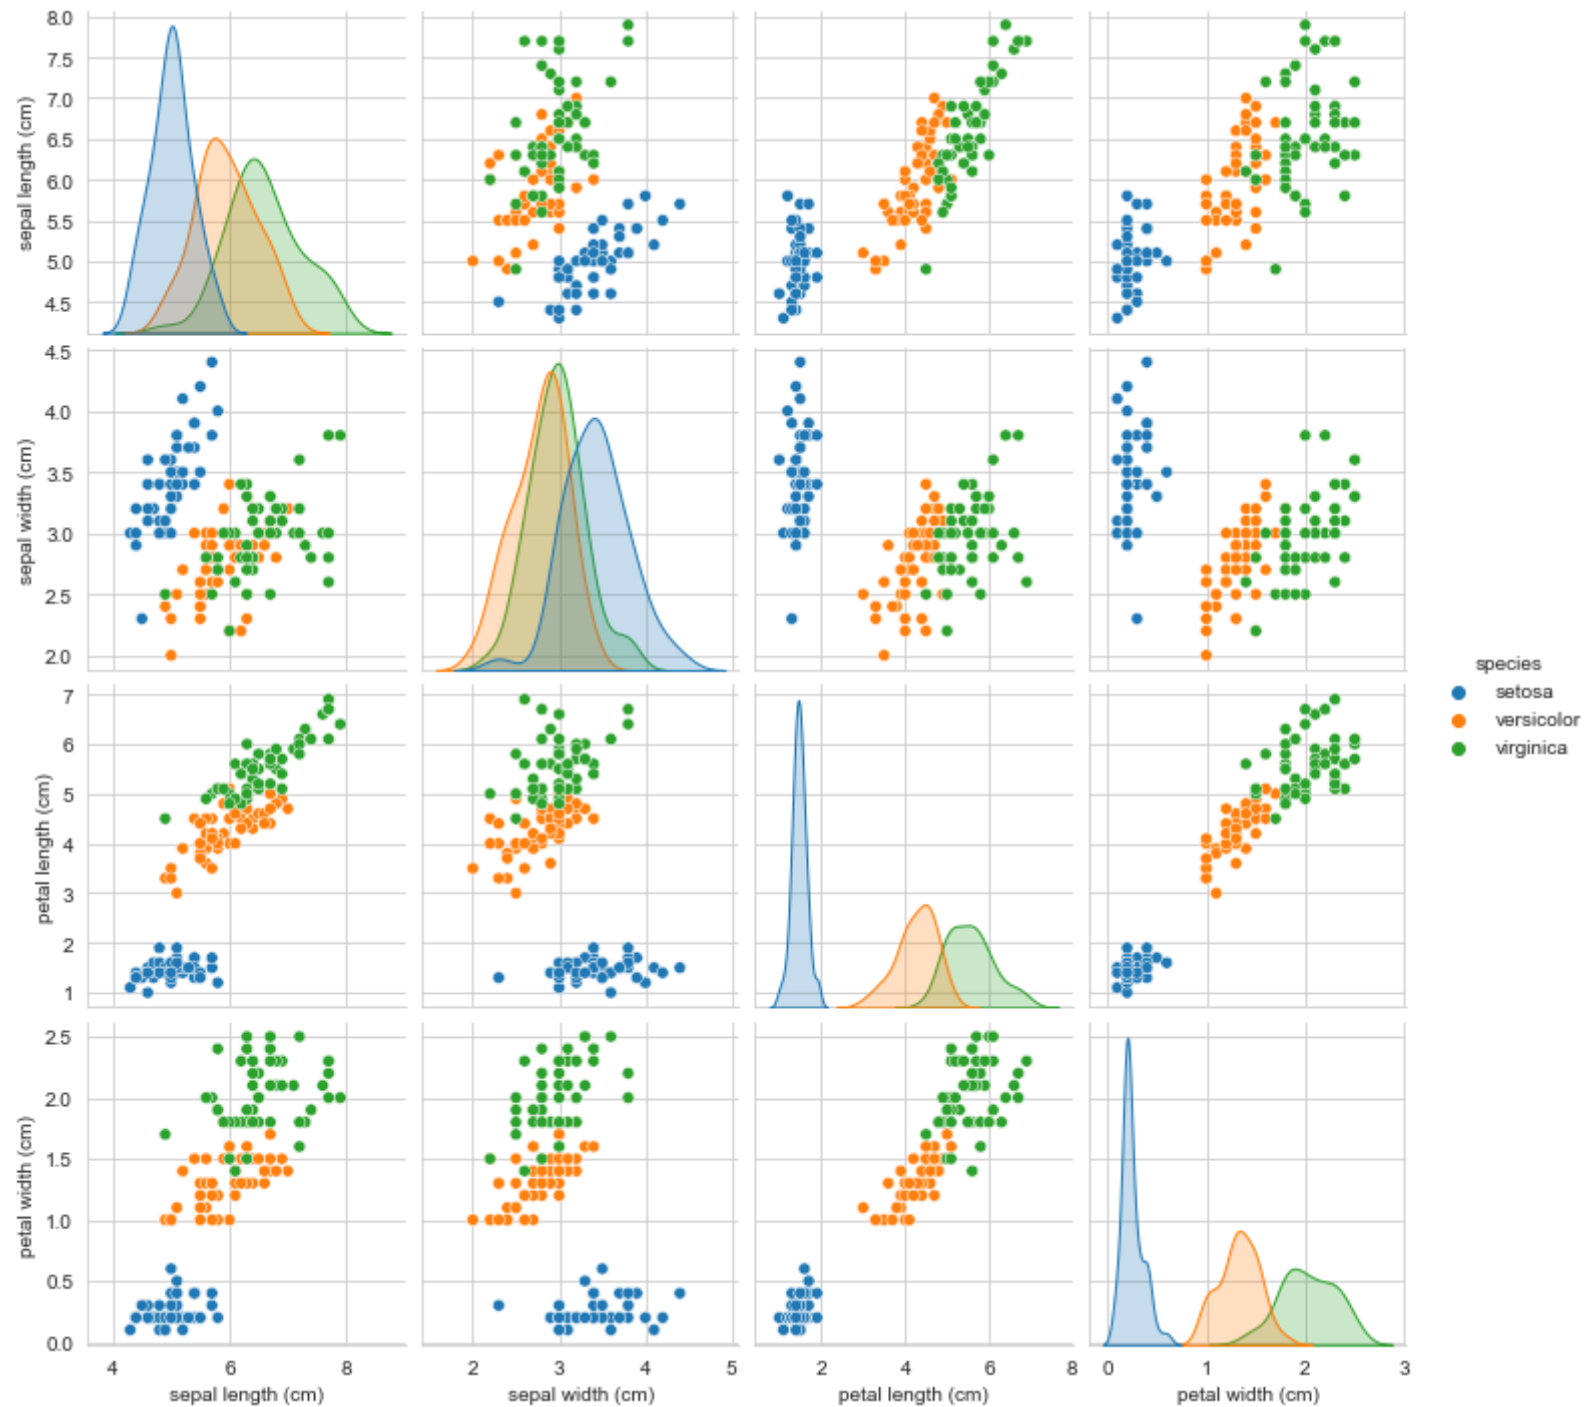 8.0
7.5
7.0
6.5
6.0
5.5
5.0
4.5
sepal length (cm)
4.5
4.0
3.5
3.0
2.5
2.0
sepal width (cm)
species
setosa
versicolor
virginica
7
6
5
4
3
2
1
petal length (cm)
2.5
2.0
1.5
1.0
0.5
0.0
petal width (cm)
4 6 8
2 3 4 5
2 4 6 8
0 1 2 3
sepal length (cm)
sepal width (cm)
petal length (cm)
petal width (cm)